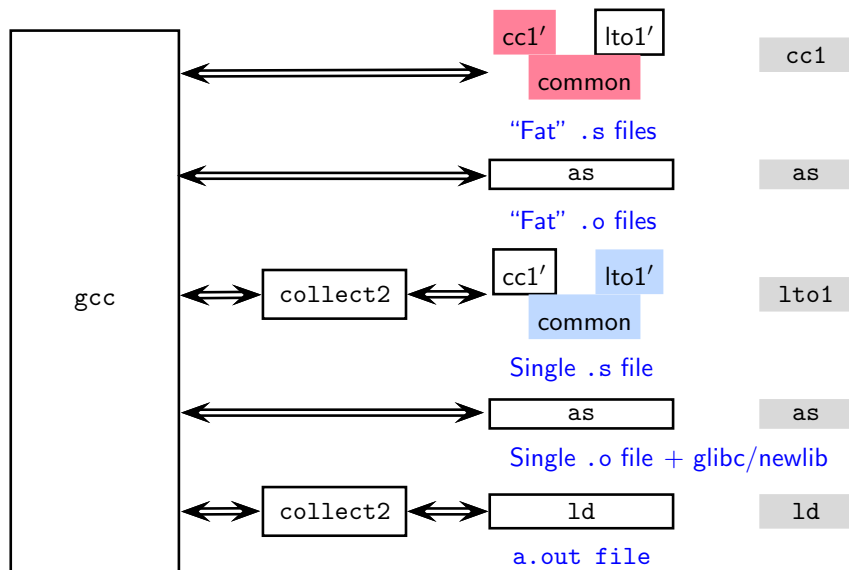 cc1′ lto1′ cc1
common
“Fat” .s files
as as
“Fat” .o files
cc1′ lto1′
gcc collect2 lto1
common
Single .s file
as as
Single .o file + glibc/newlib
collect2 ld ld
a.out file